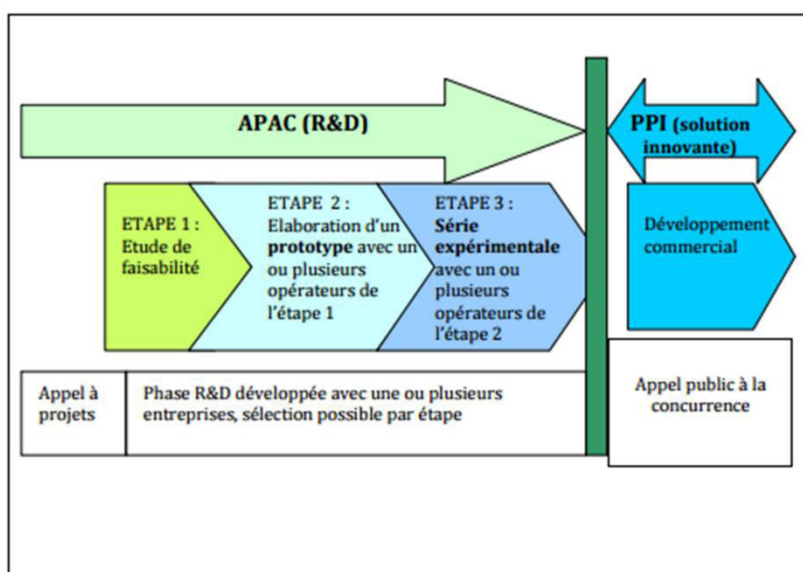 APAC (R&D)
PPI (solution
innovante)
ETAPE 1 :
Etude de
faisabilité
ETAPE 2 :
Elaboration d'un
prototype avec un
ou plusieurs
opérateurs de
l'étape 1
ETAPE 3 :
Série
expérimentale
avec un ou
plusieurs
opérateurs de
l'étape 2
Développement
commercial
Appel à
projets
Phase R&D développée avec une ou plusieurs
entreprises, sélection possible par étape
Appel public à la
concurrence